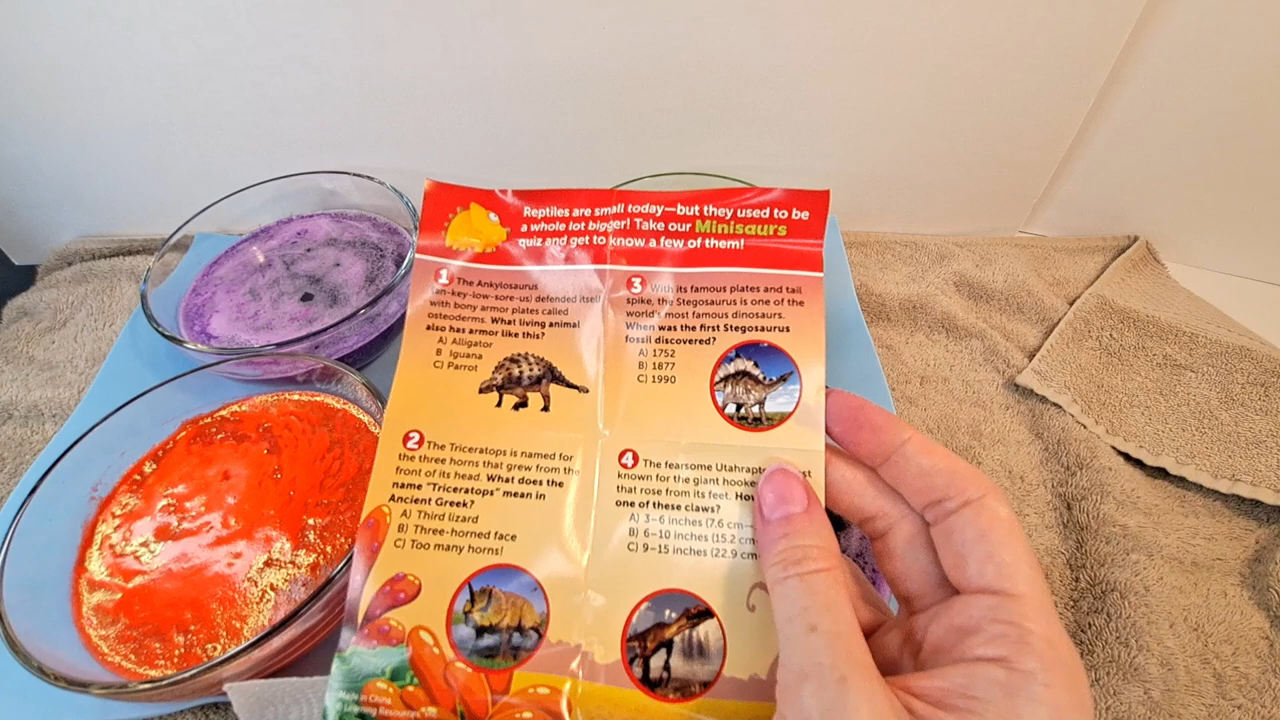 Reptiles are small today—but they used to be
a whole lot bigger! Take our Minisaurs
quiz and get to know a few of them!
1 The Ankylosaurus
(an-key-low-sore-us) defended itself
with bony armor plates called
osteoderms. What living animal
also has armor like this?
A) Alligator
B Iguana
C) Parrot
2 The Triceratops is named for
the three horns that grew from the
front of its head. What does the
name "Triceratops" mean in
Ancient Greek?
A) Third lizard
B) Three-horned face
C) Too many horns!
3 With its famous plates and tail
spike, the Stegosaurus is one of the
world's most famous dinosaurs.
When was the first Stegosaurus
fossil discovered?
A) 1752
B) 1877
C) 1990
4 The fearsome
known for the giant
that rose from its feet.
one of these claws?
A) 3–6 inches (7.6 cm—
B) 6–10 inches (15.2 cm
C) 9–15 inches (22.9 cm
Made in China
© Learning Resources,